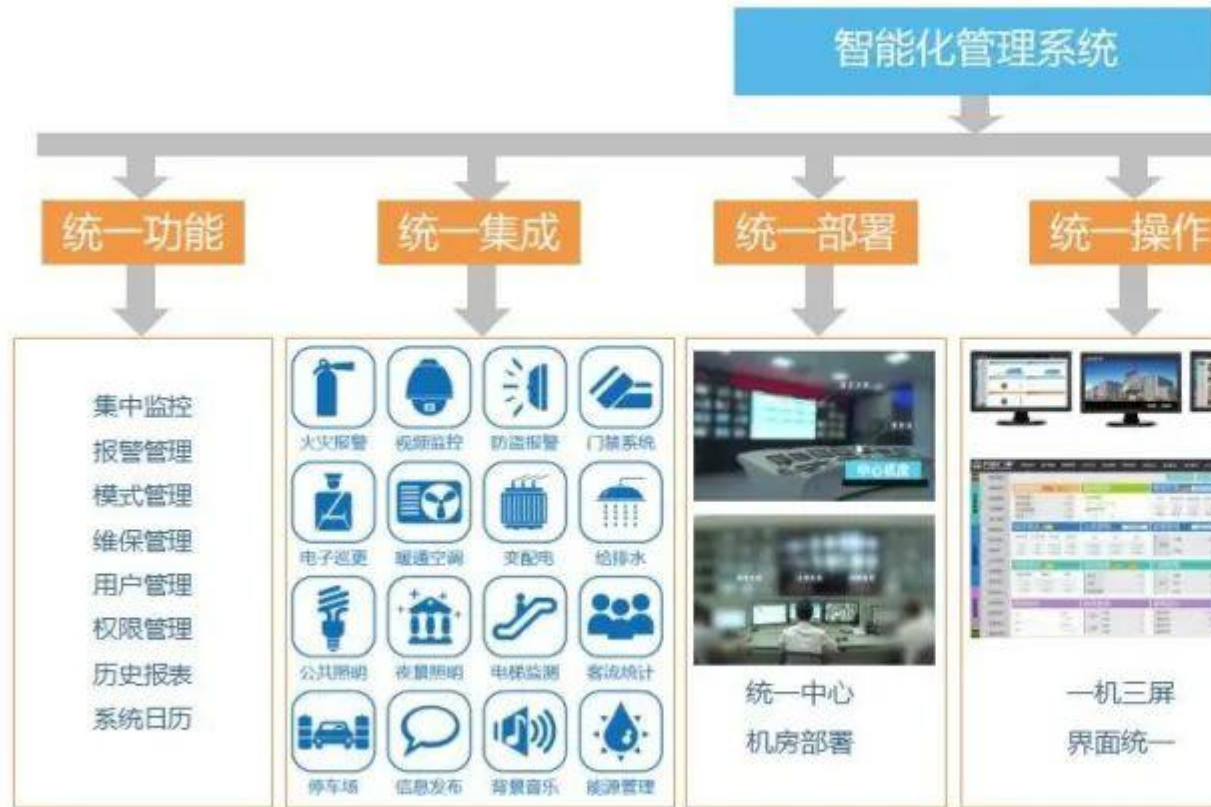 智能化管理系统
统一功能
统一集成
统一部署
统一操作
集中监控
报警管理
模式管理
维保管理
用户管理
权限管理
历史报表
系统日历
火灾报警
视频监控
防盗报警
门禁系统
电子巡更
暖通空调
变配电
给排水
公共照明
夜景照明
电梯监测
客流统计
停车场
信息发布
背景音乐
能源管理
中心机房
统一中心
机房部署
一机三屏
界面统一